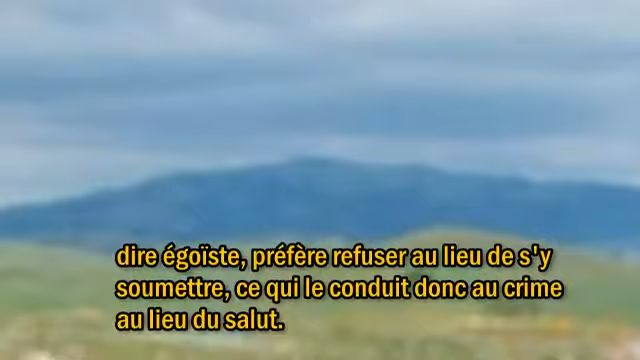 dire égoïste, préfère refuser au lieu de s'y
soumettre, ce qui le conduit donc au crime
au lieu du salut.